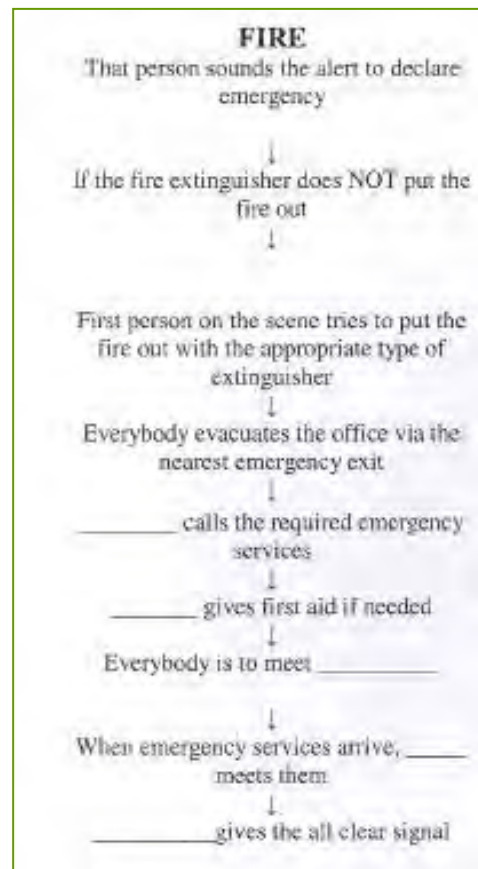 FIRE
That person sounds the alert to declare
emergency
↓
If the fire extinguisher does NOT put the
fire out
↓
First person on the scene tries to put the
fire out with the appropriate type of
extinguisher
↓
Everybody evacuates the office via the
nearest emergency exit
↓
_________ calls the required emergency
services
↓
________ gives first aid if needed
↓
Everybody is to meet ___________
↓
When emergency services arrive, _____
meets them
↓
___________gives the all clear signal